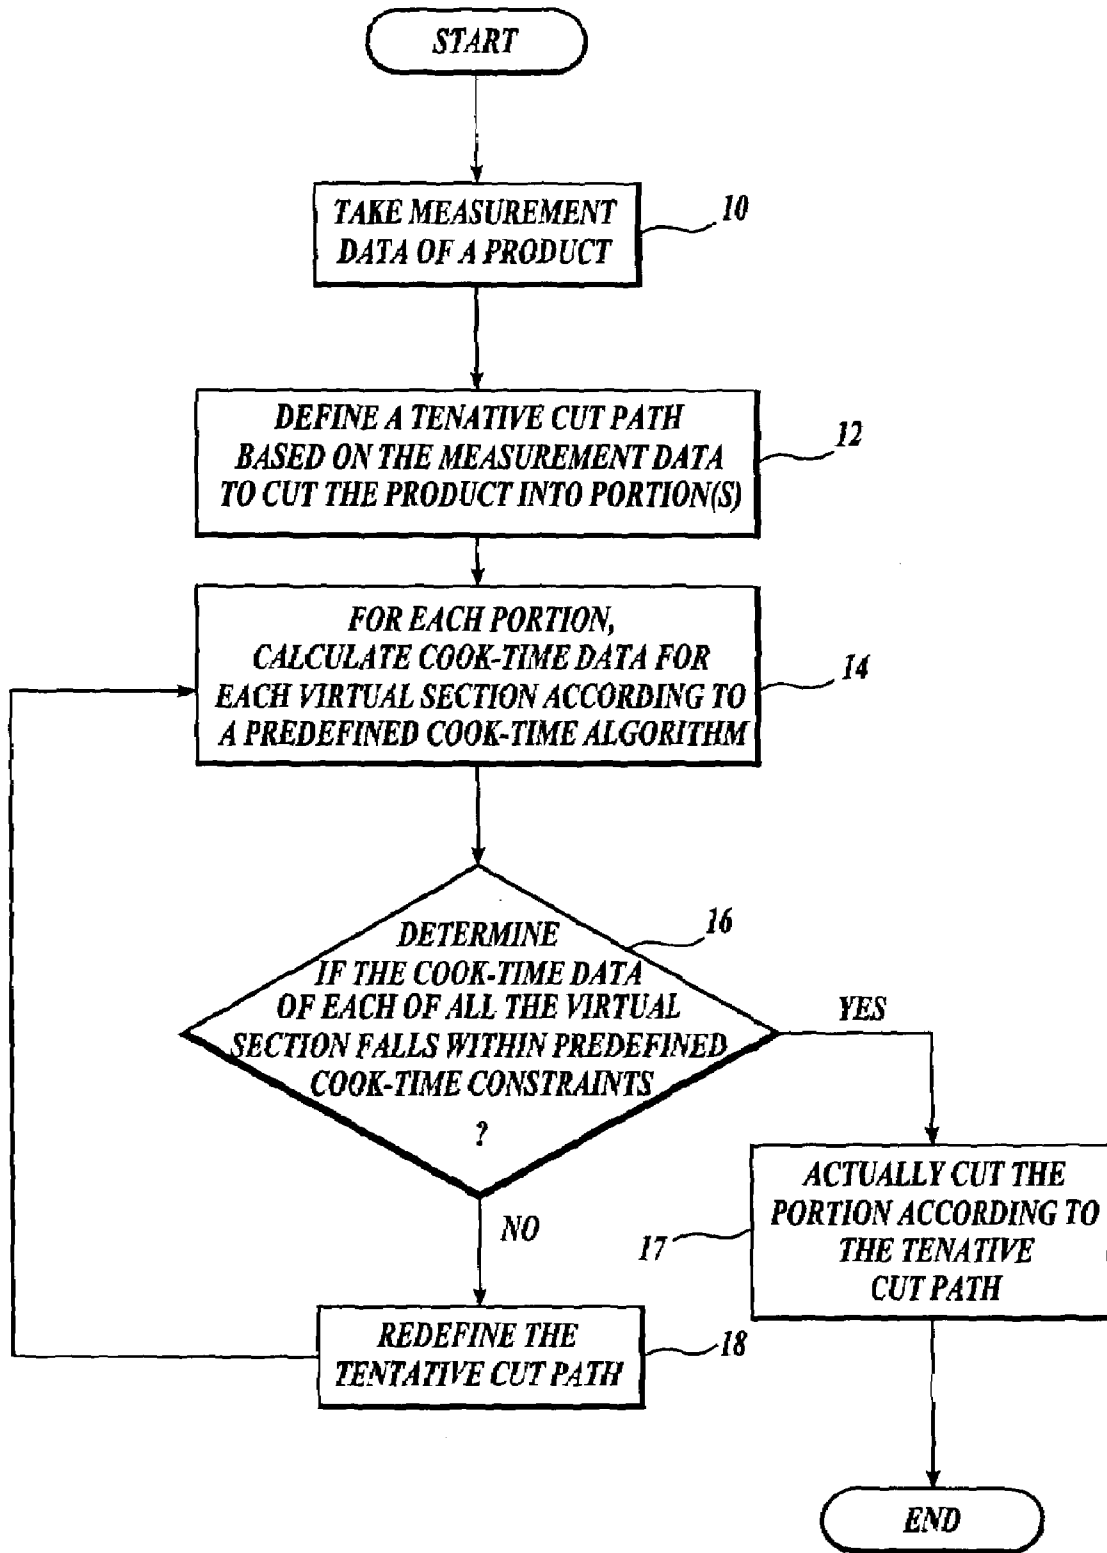 START
TAKE MEASUREMENT
DATA OF A PRODUCT
10
DEFINE A TENATIVE CUT PATH
BASED ON THE MEASUREMENT DATA
TO CUT THE PRODUCT INTO PORTION(S)
12
FOR EACH PORTION,
CALCULATE COOK-TIME DATA FOR
EACH VIRTUAL SECTION ACCORDING TO
A PREDEFINED COOK-TIME ALGORITHM
14
DETERMINE
IF THE COOK-TIME DATA
OF EACH OF ALL THE VIRTUAL
SECTION FALLS WITHIN PREDEFINED
COOK-TIME CONSTRAINTS
?
16
YES
NO
ACTUALLY CUT THE
PORTION ACCORDING TO
THE TENATIVE
CUT PATH
17
REDEFINE THE
TENTATIVE CUT PATH
18
END